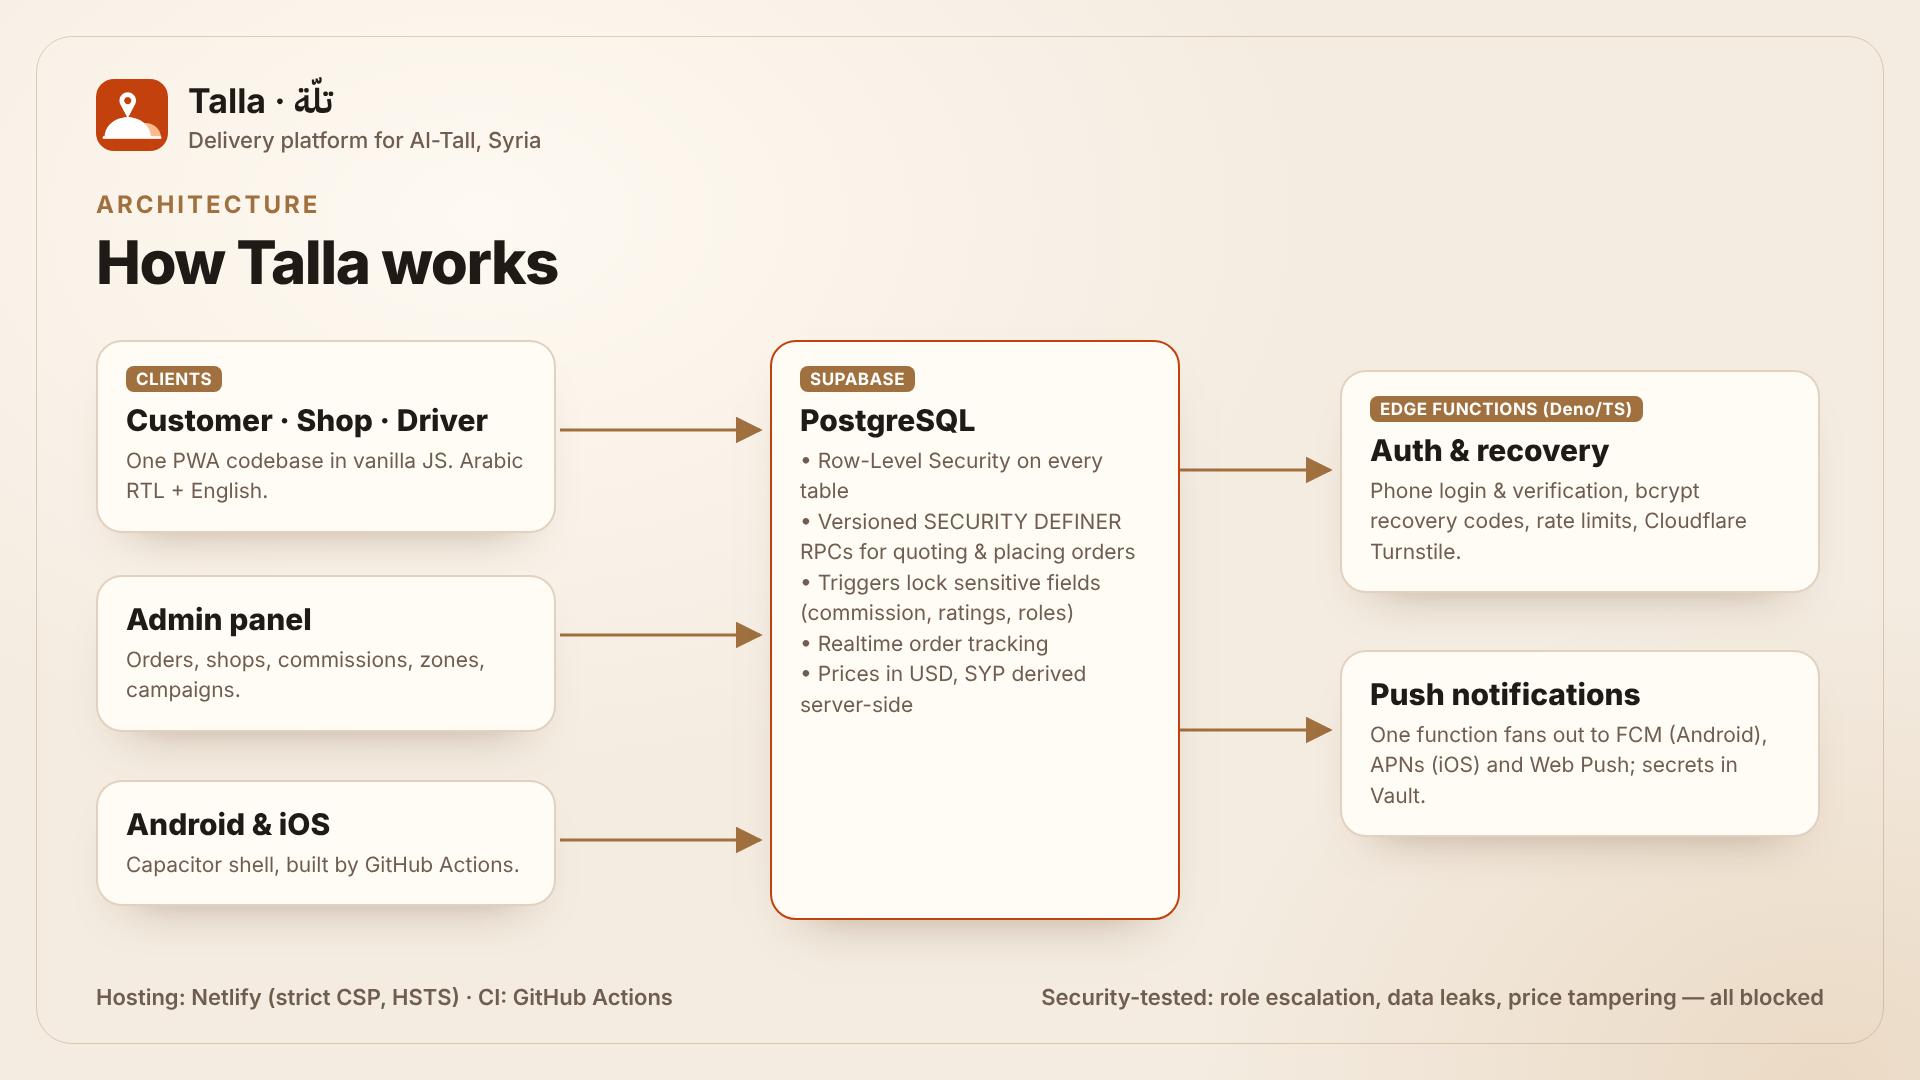 Talla · تلّة
Delivery platform for Al-Tall, Syria
ARCHITECTURE
How Talla works
CLIENTS
Customer · Shop · Driver
One PWA codebase in vanilla JS. Arabic
RTL + English.
Admin panel
Orders, shops, commissions, zones,
campaigns.
Android & iOS
Capacitor shell, built by GitHub Actions.
SUPABASE
PostgreSQL
• Row-Level Security on every
table
• Versioned SECURITY DEFINER
RPCs for quoting & placing orders
• Triggers lock sensitive fields
(commission, ratings, roles)
• Realtime order tracking
• Prices in USD, SYP derived
server-side
EDGE FUNCTIONS (Deno/TS)
Auth & recovery
Phone login & verification, bcrypt
recovery codes, rate limits, Cloudflare
Turnstile.
Push notifications
One function fans out to FCM (Android),
APNs (iOS) and Web Push; secrets in
Vault.
Hosting: Netlify (strict CSP, HSTS) · CI: GitHub Actions
Security-tested: role escalation, data leaks, price tampering — all blocked